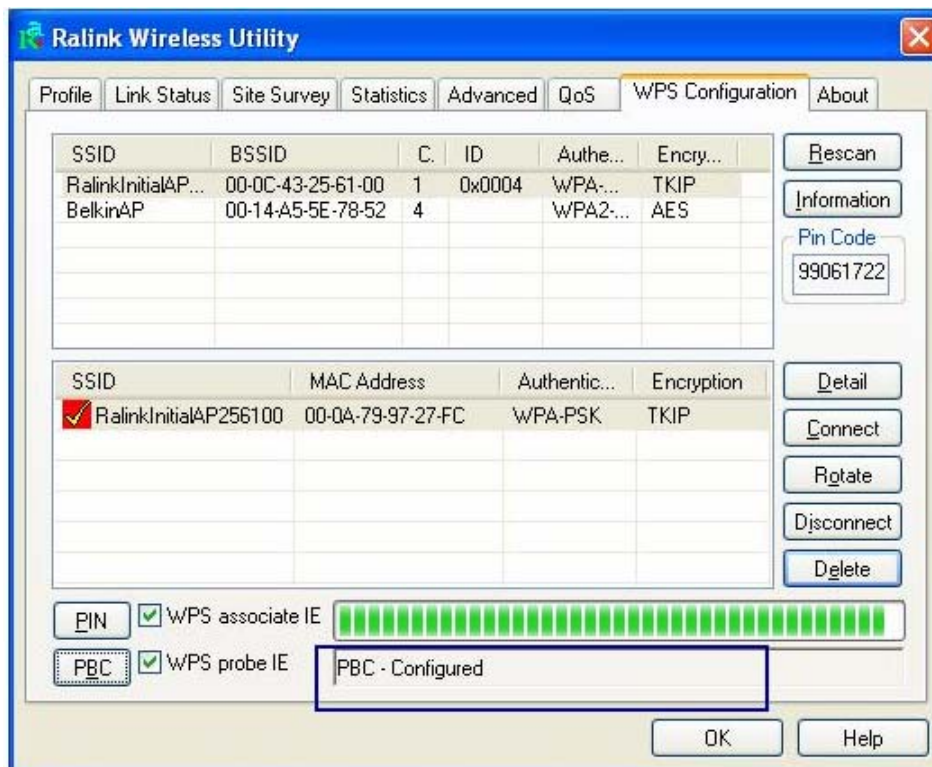 Ralink Wireless Utility
Profile Link Status Site Survey Statistics Advanced QoS WPS Configuration About
SSID BSSID C. ID Authe... Encry...
RalinkInitialAP... 00-0C-43-25-61-00 1 0x0004 WPA-... TKIP
BelkinAP 00-14-A5-5E-78-52 4 WPA2-... AES
Rescan
Information
Pin Code
99061722
SSID MAC Address Authentic... Encryption
RalinkInitialAP256100 00-0A-79-97-27-FC WPA-PSK TKIP
Detail
Connect
Rotate
Disconnect
Delete
PIN WPS associate IE
PBC WPS probe IE PBC - Configured
OK Help